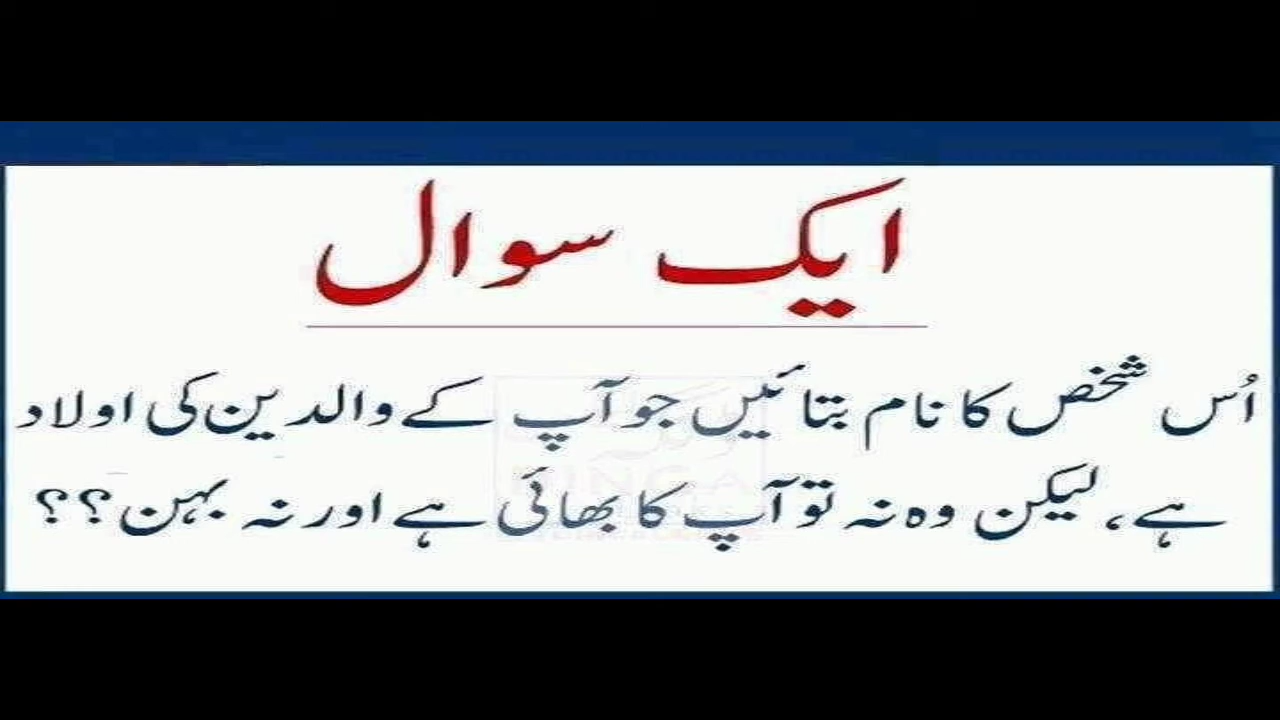 ایک سوال
اُس شخص کا نام بتائیں جو آپ کے والدین کی اولاد
ہے، لیکن وہ نہ تو آپ کا بھائی ہے اور نہ بہن ؟؟